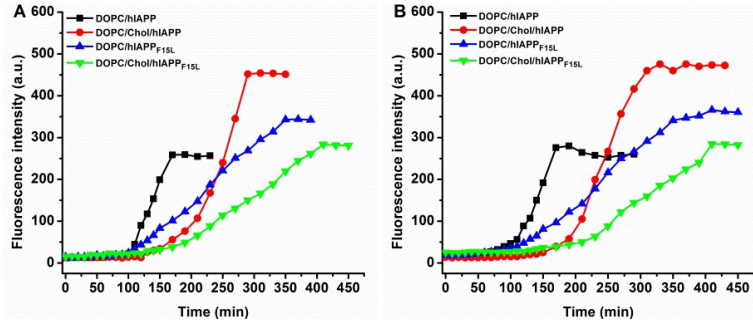 A
DOPC/hIAPP
DOPC/Chol/hIAPP
DOPC/hIAPPF15L
DOPC/Chol/hIAPPF15L
Fluorescence intensity (a.u.)
600
500
400
300
200
100
0
0 50 100 150 200 250 300 350 400 450
Time (min)
B
DOPC/hIAPP
DOPC/Chol/hIAPP
DOPC/hIAPPF15L
DOPC/Chol/hIAPPF15L
Fluorescence intensity (a.u.)
600
500
400
300
200
100
0
0 50 100 150 200 250 300 350 400 450
Time (min)